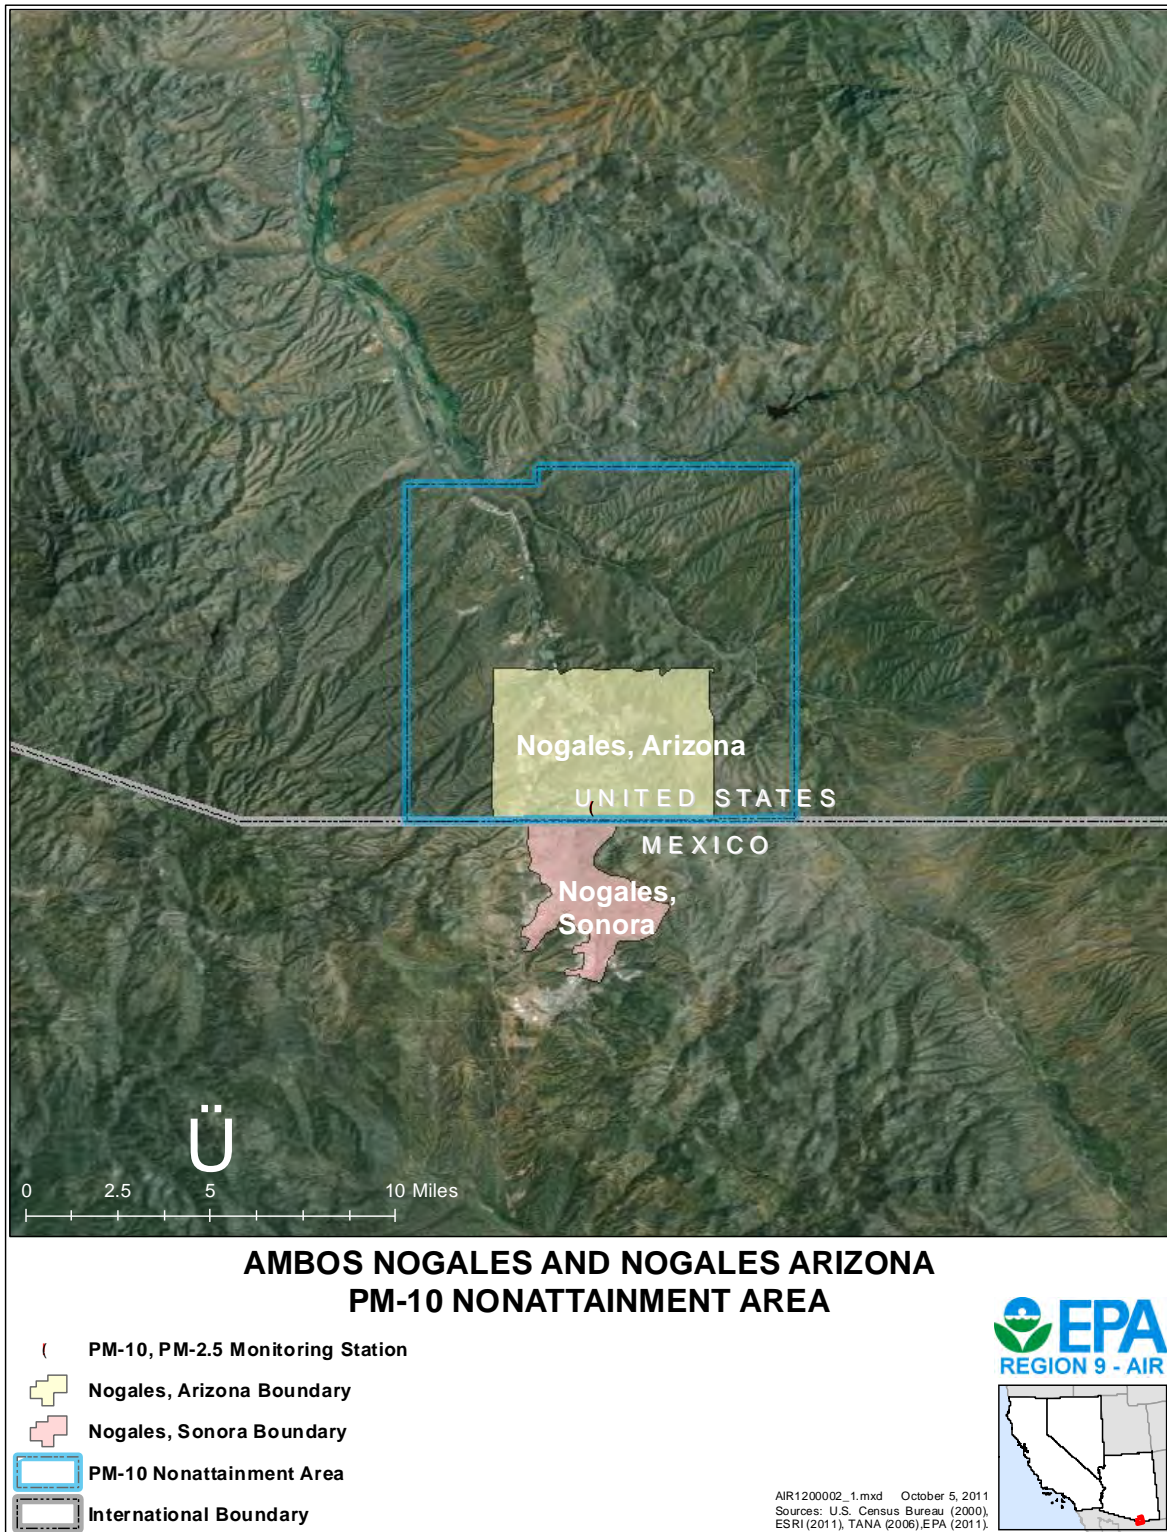 Nogales, Arizona
UNITED STATES
MEXICO
Nogales,
Sonora
Ü
0 2.5 5 10 Miles
AMBOS NOGALES AND NOGALES ARIZONA
PM-10 NONATTAINMENT AREA
( PM-10, PM-2.5 Monitoring Station
Nogales, Arizona Boundary
Nogales, Sonora Boundary
PM-10 Nonattainment Area
International Boundary
EPA
REGION 9 - AIR
AIR1200002_1.mxd October 5, 2011
Sources: U.S. Census Bureau (2000),
ESRI (2011), TANA (2006),EPA (2011).